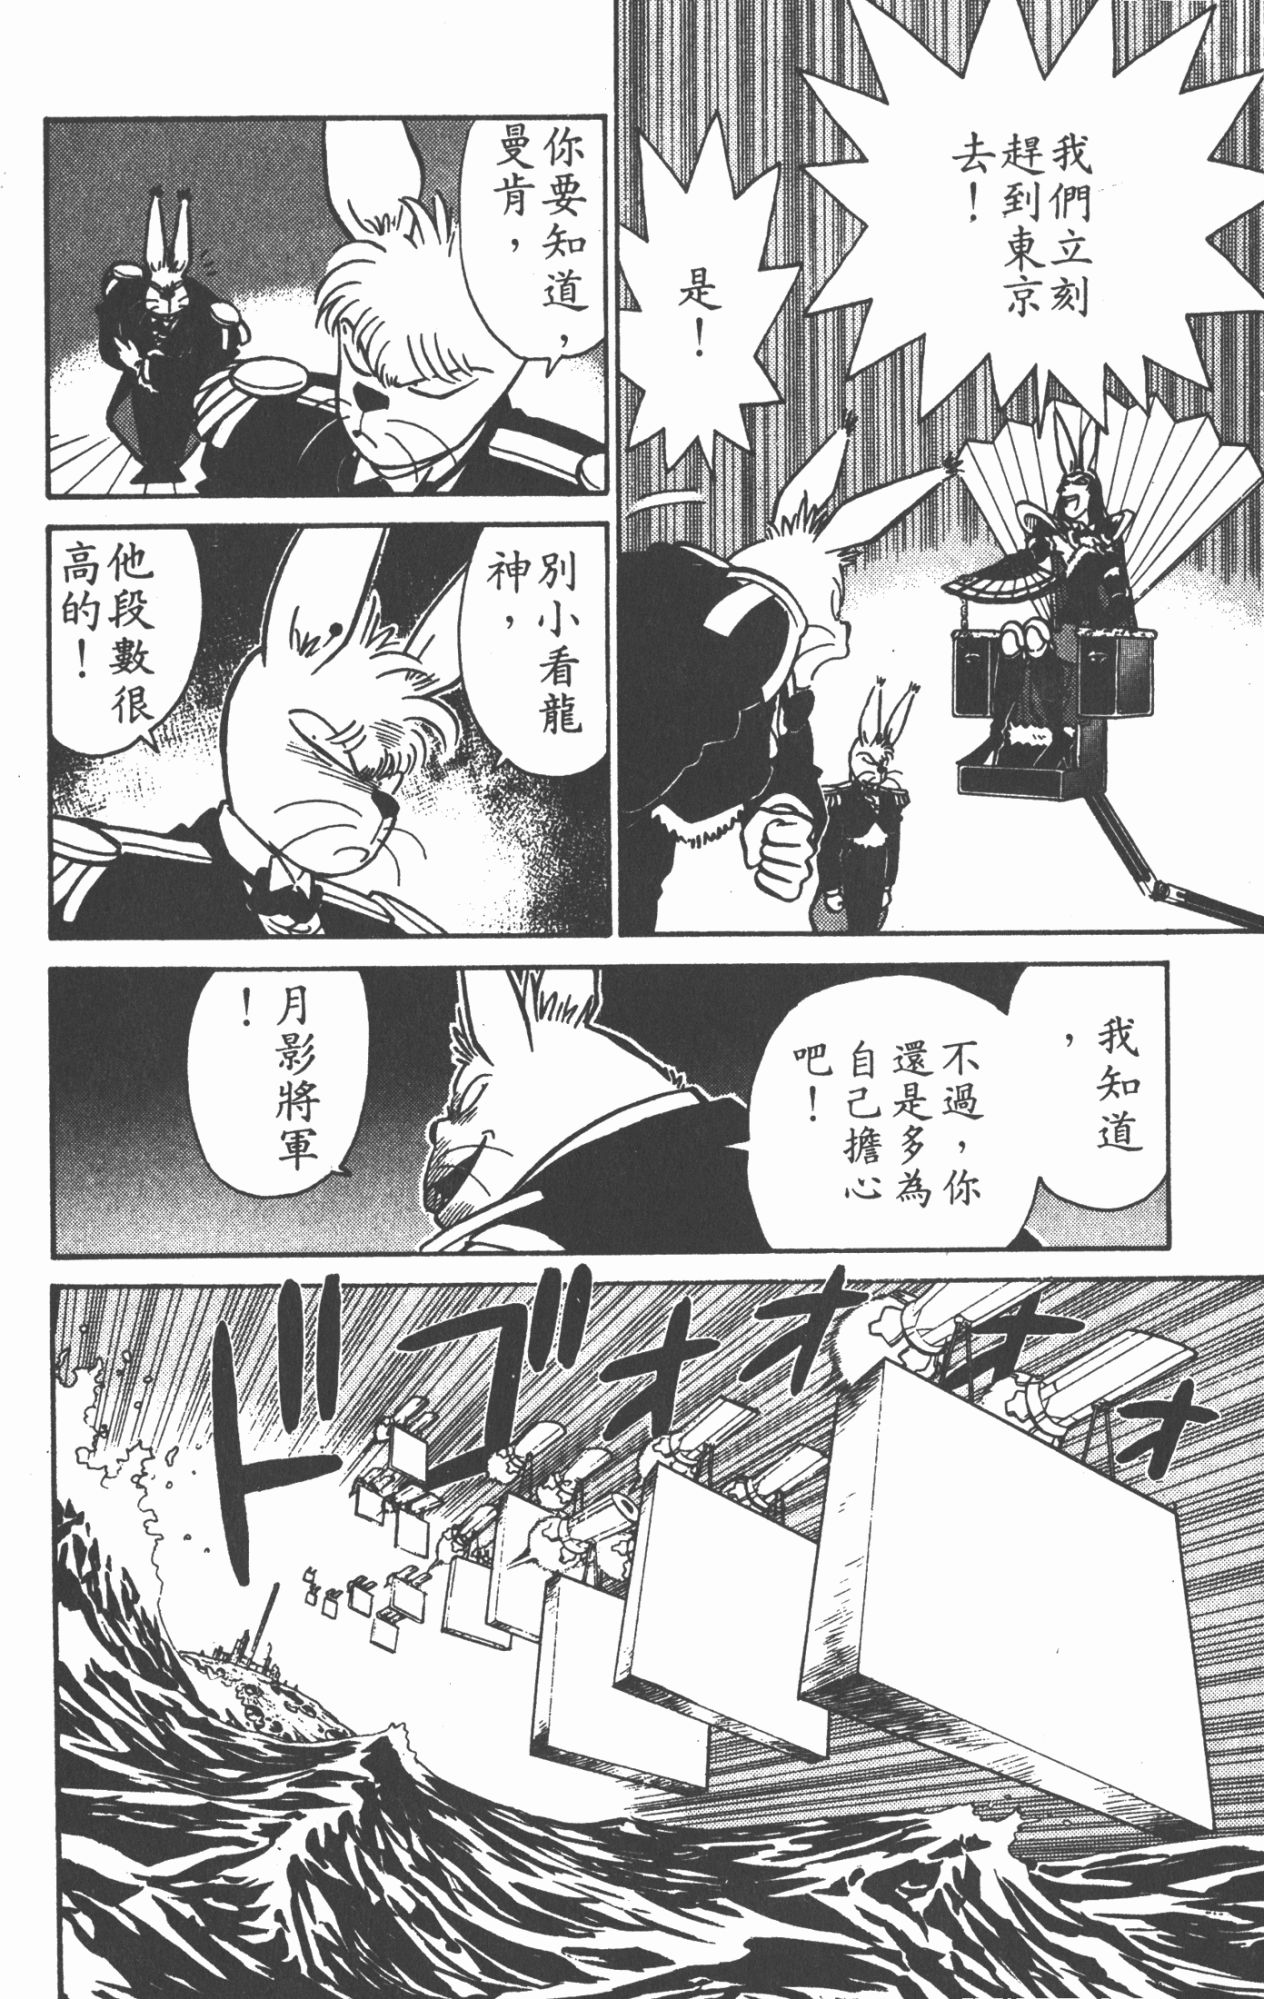 我們立刻
趕到東京
去！
是！
你要知道，
曼肯，
別小看龍
神，
他段數很
高的！
我知道
，
不過，你
還是多為
自己擔心
吧！
月影將軍
！
ドゴオオオオ